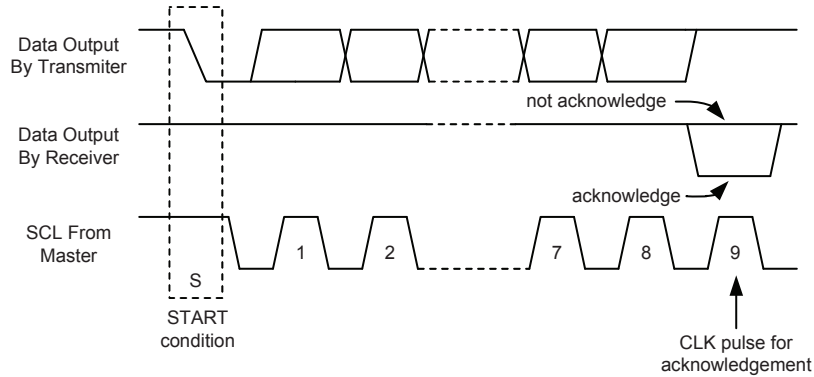 Data Output
By Transmiter
not acknowledge
Data Output
By Receiver
acknowledge
SCL From
Master
1
2
7
8
9
S
START
condition
CLK pulse for
acknowledgement